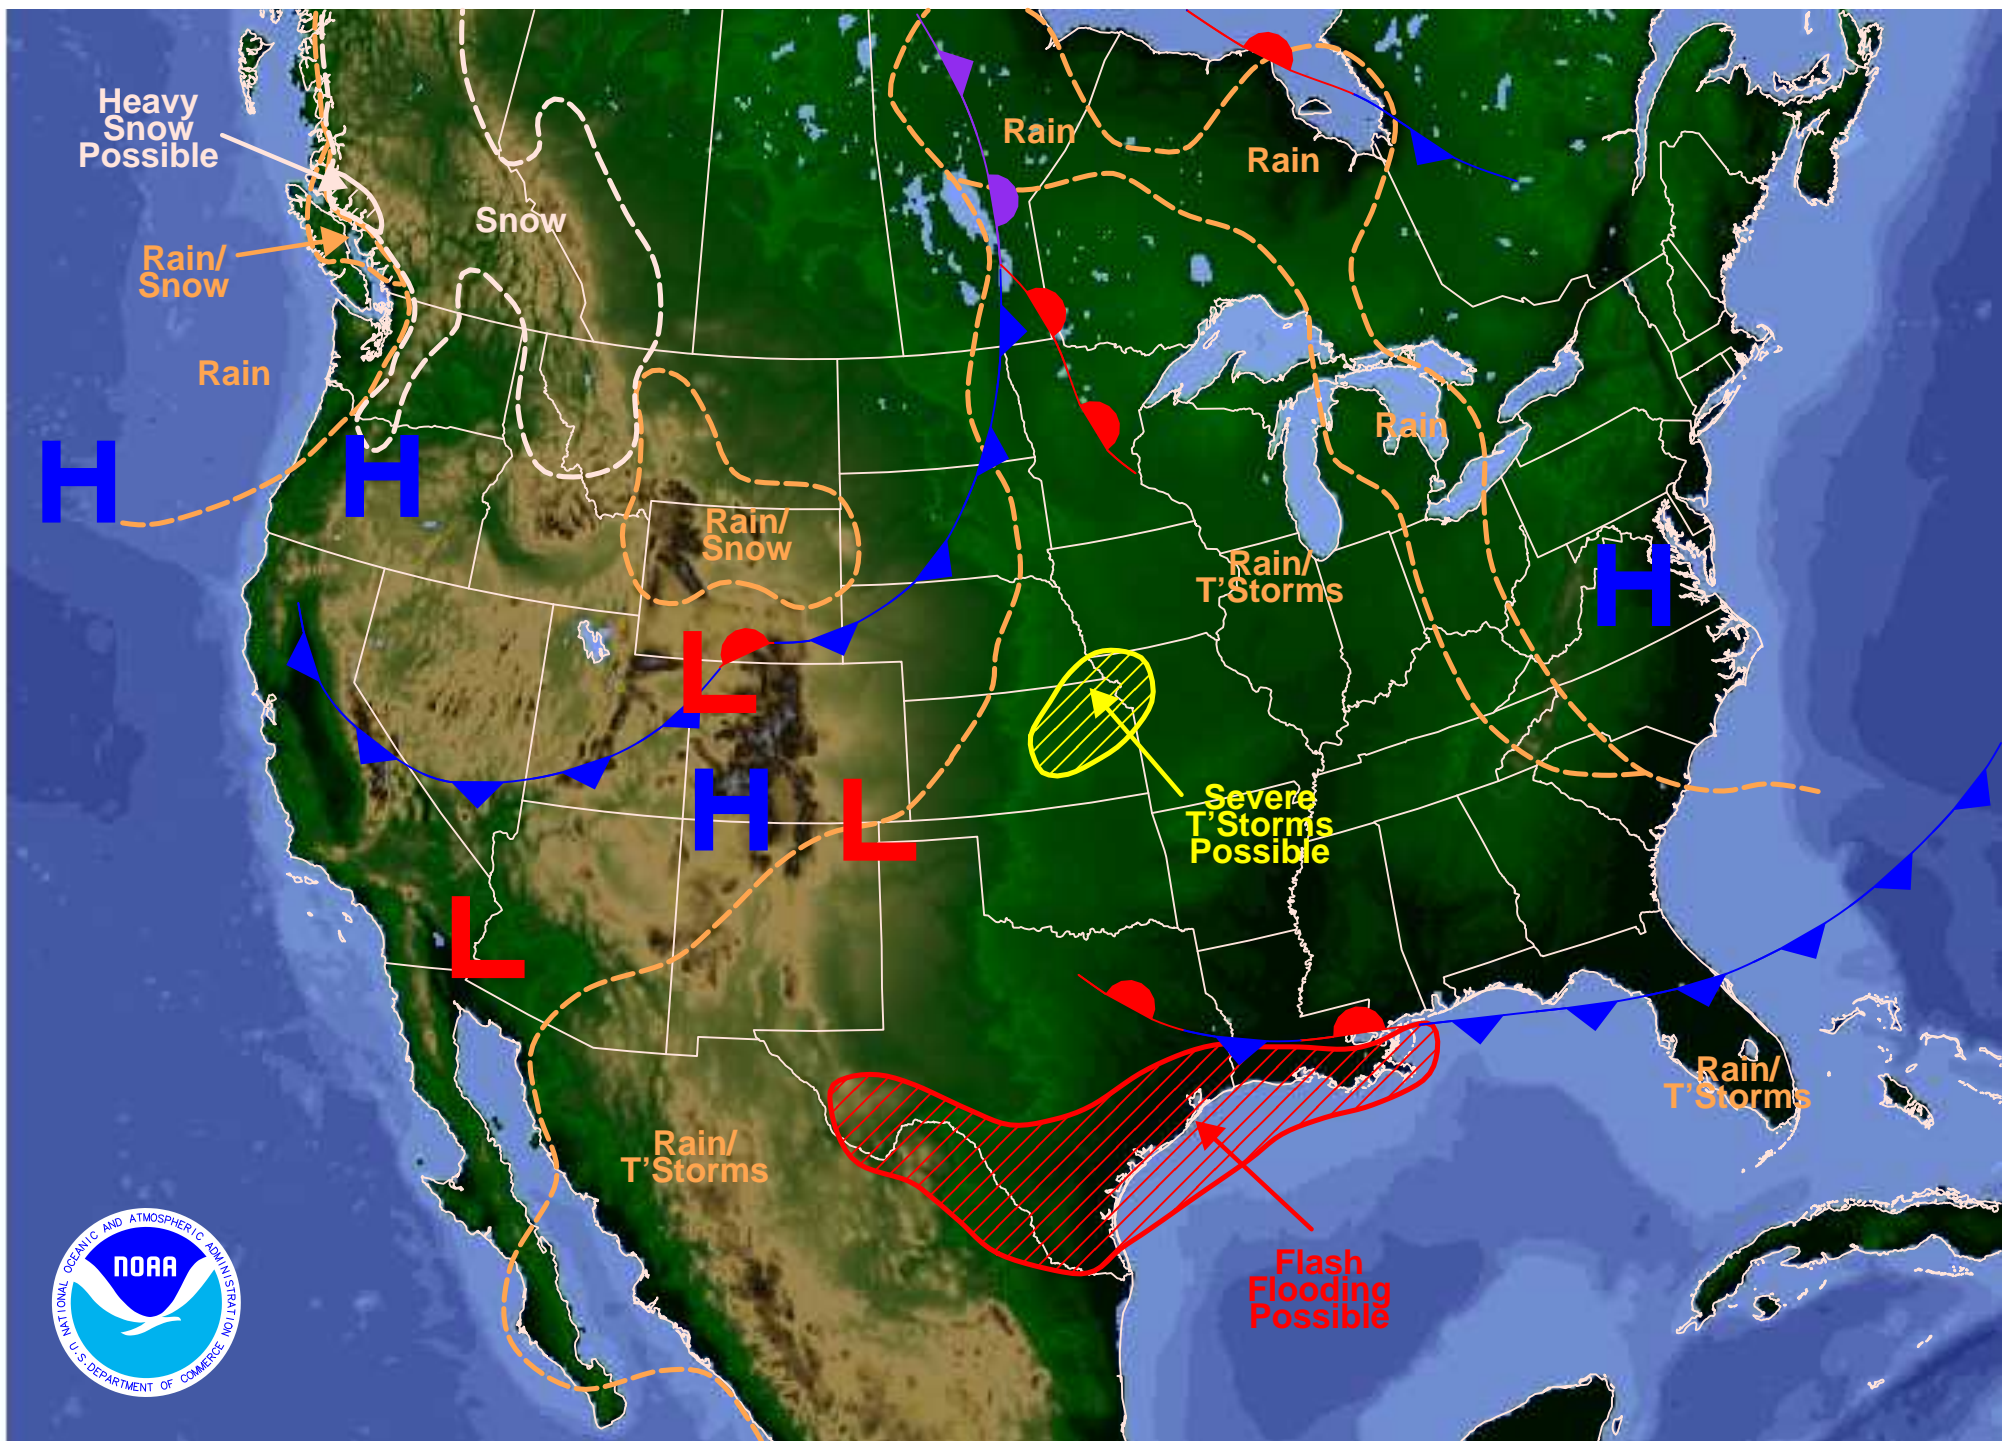 Heavy
Snow
Possible
Rain/
Snow
Rain
Snow
Rain
Rain
Rain
H
H
Rain/
Snow
Rain/
T'Storms
H
L
H
L
L
Severe
T'Storms
Possible
Rain/
T'Storms
Rain/
T'Storms
Flash
Flooding
Possible
NATIONAL OCEANIC AND ATMOSPHERIC ADMINISTRATION
NOAA
U.S. DEPARTMENT OF COMMERCE